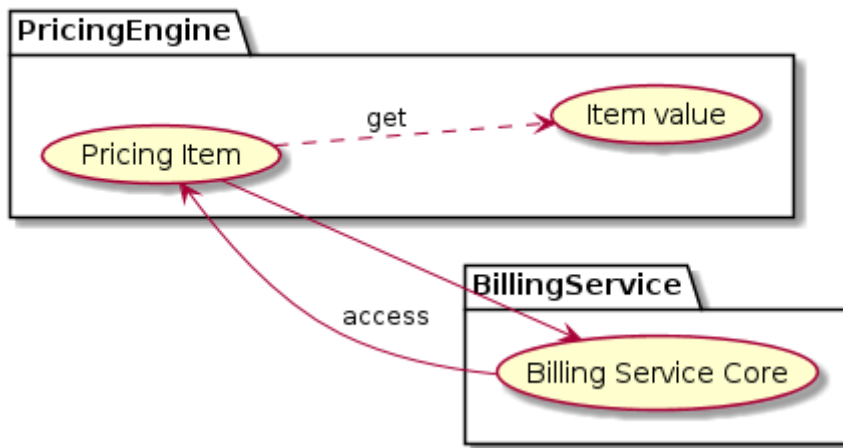 PricingEngine
get
Item value
Pricing Item
BillingService
access
Billing Service Core